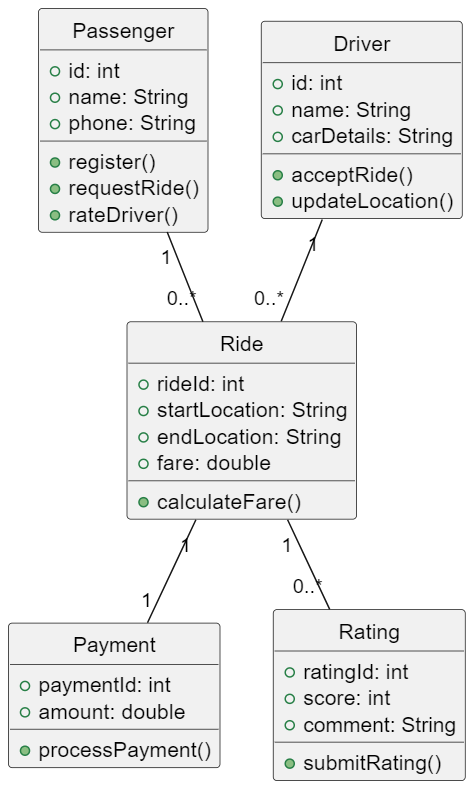 Passenger
id: int
name: String
phone: String
register()
requestRide()
rateDriver()
Driver
id: int
name: String
carDetails: String
acceptRide()
updateLocation()
1
1
0..*
0..*
Ride
rideId: int
startLocation: String
endLocation: String
fare: double
calculateFare()
1
1
1
0..*
Payment
paymentId: int
amount: double
processPayment()
Rating
ratingId: int
score: int
comment: String
submitRating()